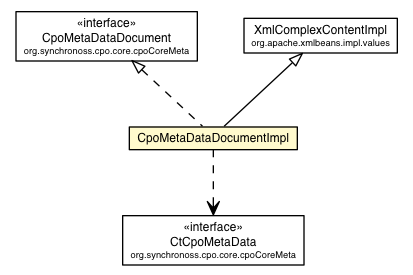 «interface»
CpoMetaDataDocument
org.synchronoss.cpo.core.cpoCoreMeta
XmlComplexContentImpl
org.apache.xmlbeans.impl.values
CpoMetaDataDocumentImpl
«interface»
CtCpoMetaData
org.synchronoss.cpo.core.cpoCoreMeta